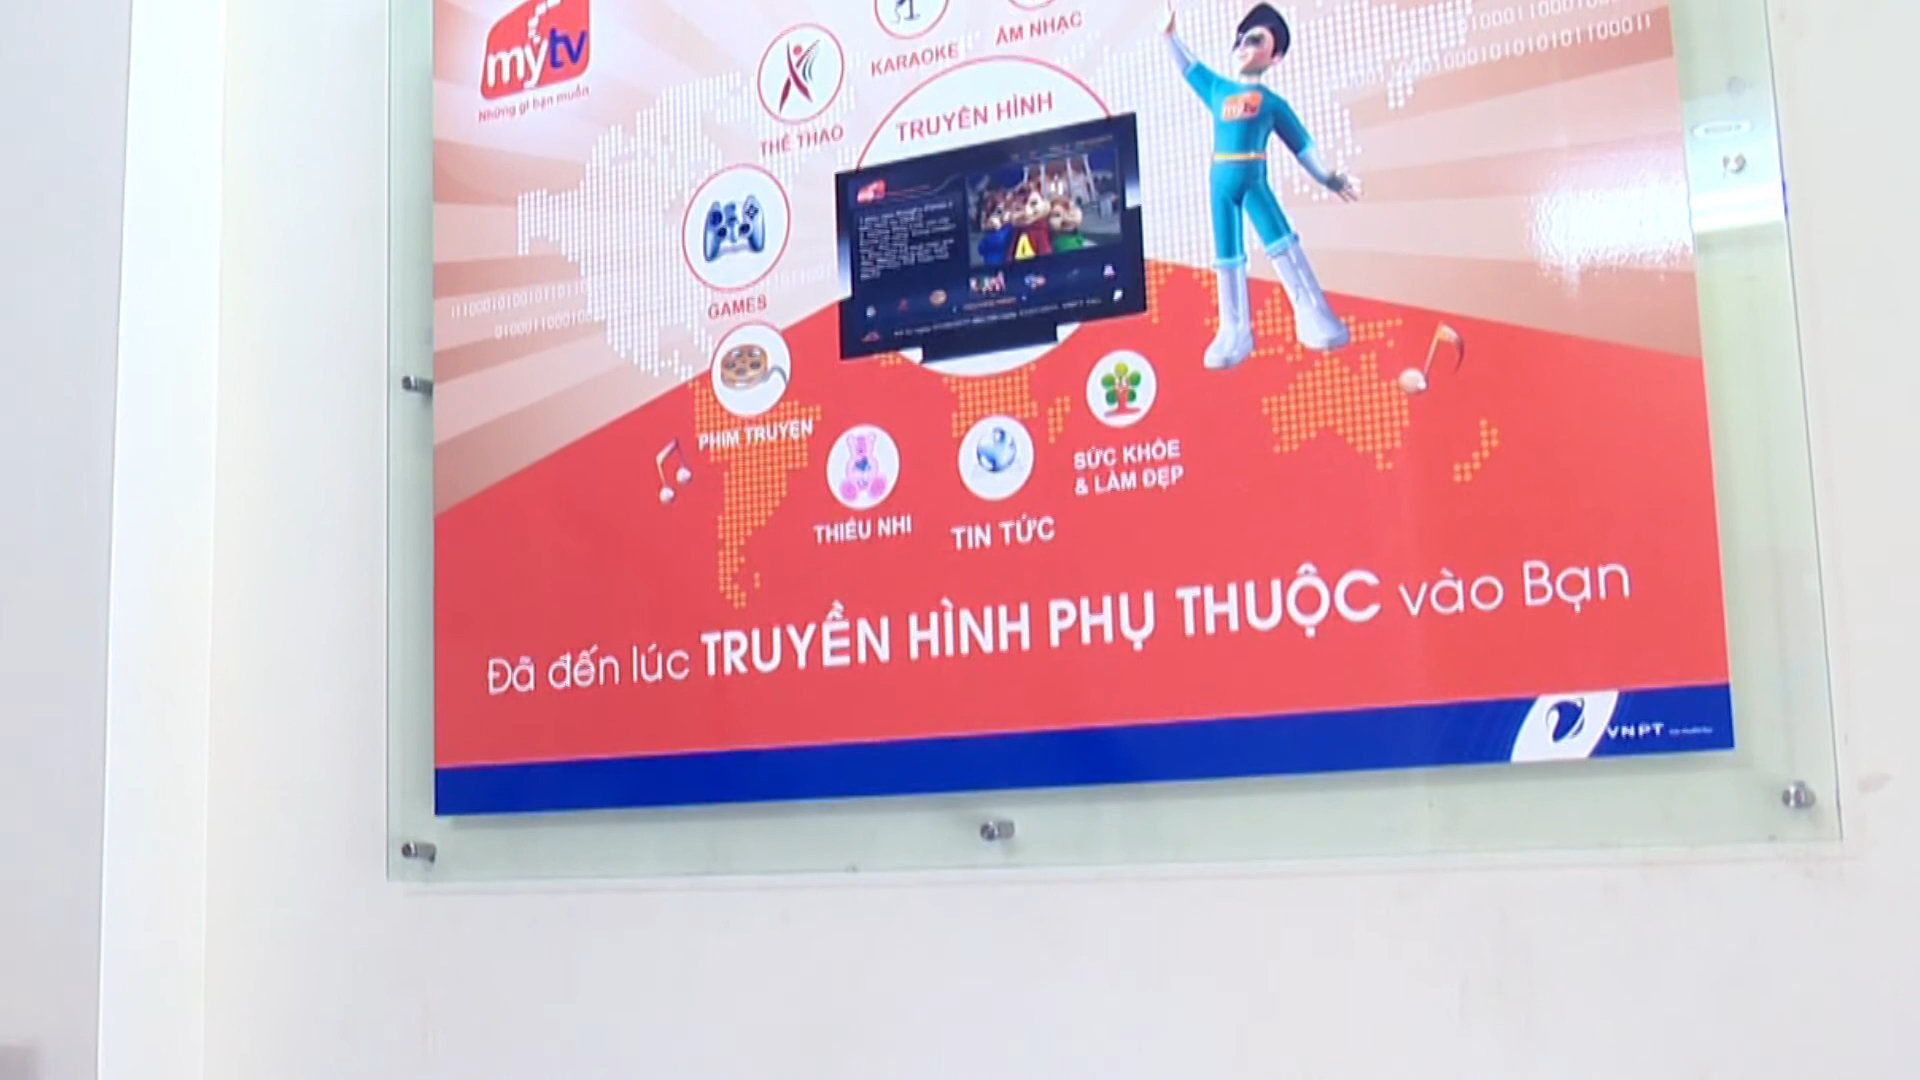 mytv
Những gì bạn muốn
KARAOKE
ÂM NHẠC
THỂ THAO
TRUYỀN HÌNH
mytv
GAMES
PHIM TRUYỆN
THIẾU NHI
TIN TỨC
SỨC KHỎE
& LÀM ĐẸP
Đã đến lúc TRUYỀN HÌNH PHỤ THUỘC vào Bạn
VNPT